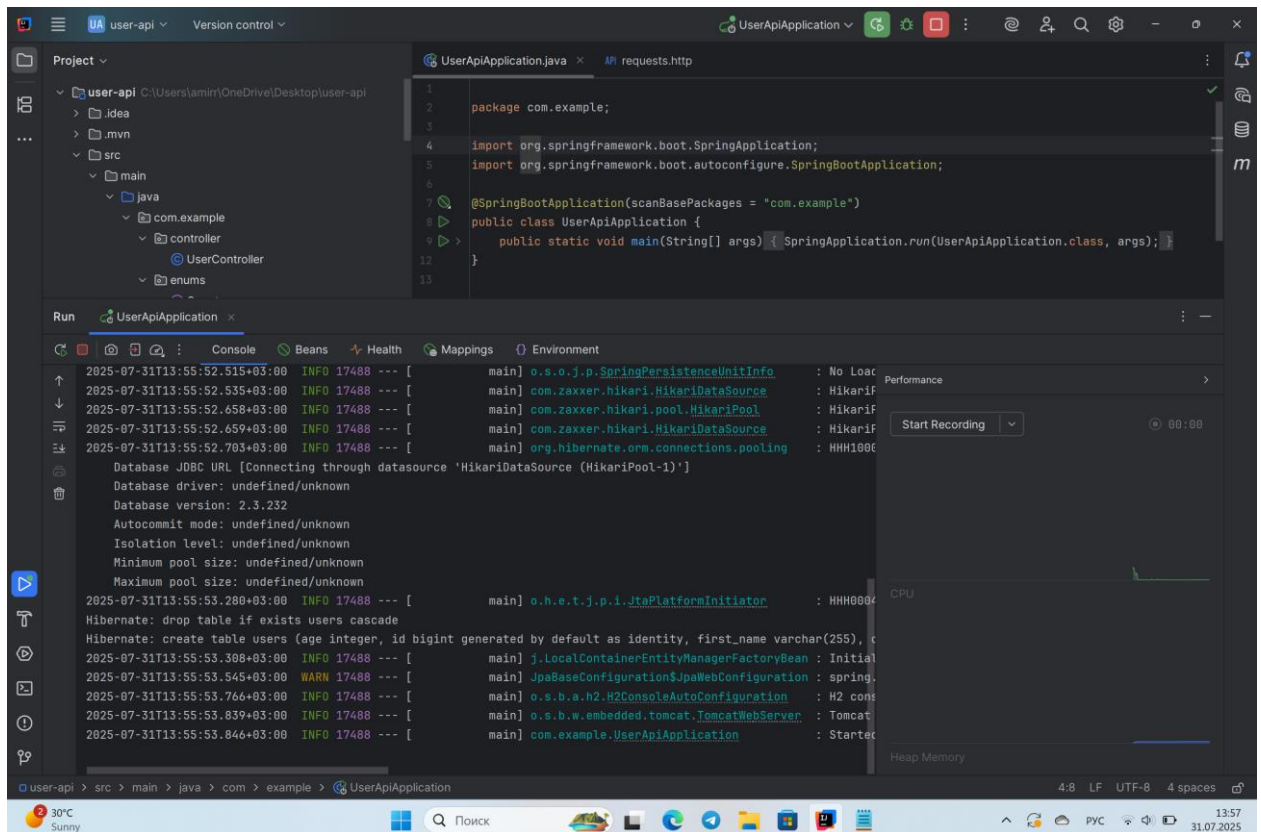 UA user-api Version control UserApiApplication
Project
UserApiApplication.java API requests.http
user-api C:\Users\amirr\OneDrive\Desktop\user-api
.idea
.mvn
src
main
java
com.example
controller
UserController
enums
1
2 package com.example;
3
4 import org.springframework.boot.SpringApplication;
5 import org.springframework.boot.autoconfigure.SpringBootApplication;
6
7 @SpringBootApplication(scanBasePackages = "com.example")
8 public class UserApiApplication {
9 public static void main(String[] args) { SpringApplication.run(UserApiApplication.class, args); }
12 }
13
m
Run UserApiApplication
Console Beans Health Mappings {} Environment
2025-07-31T13:55:52.515+03:00 INFO 17488 --- [ main] o.s.o.j.p.SpringPersistenceUnitInfo : No Load
2025-07-31T13:55:52.535+03:00 INFO 17488 --- [ main] com.zaxxer.hikari.HikariDataSource : HikariP
2025-07-31T13:55:52.658+03:00 INFO 17488 --- [ main] com.zaxxer.hikari.pool.HikariPool : HikariP
2025-07-31T13:55:52.659+03:00 INFO 17488 --- [ main] com.zaxxer.hikari.HikariDataSource : HikariP
2025-07-31T13:55:52.703+03:00 INFO 17488 --- [ main] org.hibernate.orm.connections.pooling : HHH1000
Database JDBC URL [Connecting through datasource 'HikariDataSource (HikariPool-1)']
Database driver: undefined/unknown
Database version: 2.3.232
Autocommit mode: undefined/unknown
Isolation level: undefined/unknown
Minimum pool size: undefined/unknown
Maximum pool size: undefined/unknown
2025-07-31T13:55:53.280+03:00 INFO 17488 --- [ main] o.h.e.t.j.p.i.JtaPlatformInitiator : HHH0004
Hibernate: drop table if exists users cascade
Hibernate: create table users (age integer, id bigint generated by default as identity, first_name varchar(255),
2025-07-31T13:55:53.308+03:00 INFO 17488 --- [ main] j.LocalContainerEntityManagerFactoryBean : Initial
2025-07-31T13:55:53.545+03:00 WARN 17488 --- [ main] JpaBaseConfiguration$JpaWebConfiguration : spring.
2025-07-31T13:55:53.766+03:00 INFO 17488 --- [ main] o.s.b.a.h2.H2ConsoleAutoConfiguration : H2 cons
2025-07-31T13:55:53.839+03:00 INFO 17488 --- [ main] o.s.b.w.embedded.tomcat.TomcatWebServer : Tomcat
2025-07-31T13:55:53.846+03:00 INFO 17488 --- [ main] com.example.UserApiApplication : Started
Performance
Start Recording 00:00
CPU
Heap Memory
user-api > src > main > java > com > example > UserApiApplication 4:8 LF UTF-8 4 spaces
2 30°C
Sunny
Поиск
РУС
13:57
31.07.2025